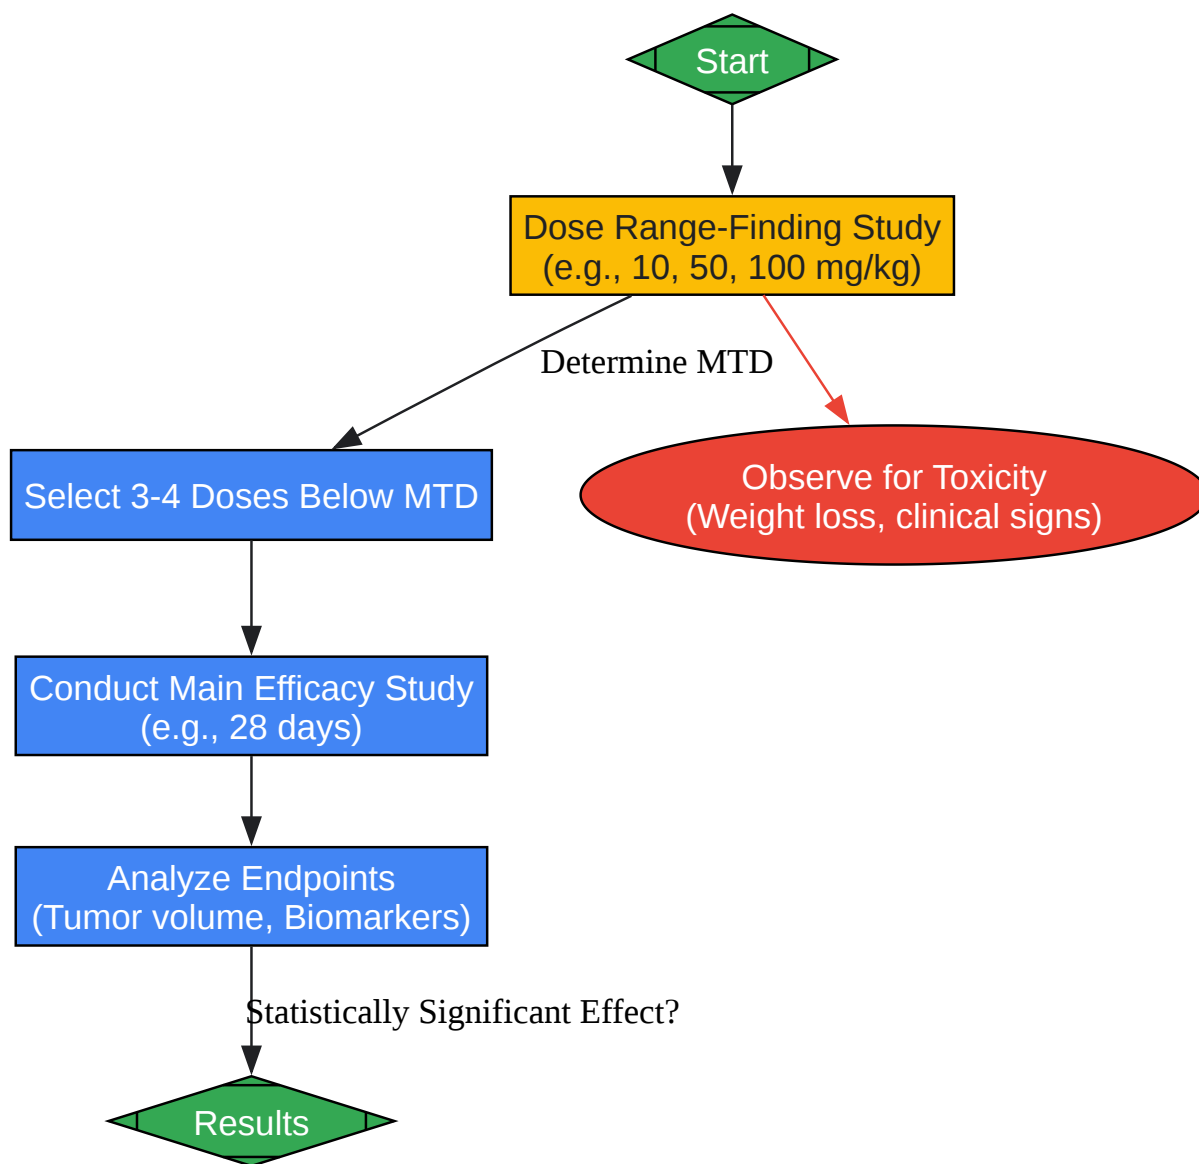 Start
Dose Range-Finding Study
(e.g., 10, 50, 100 mg/kg)
Determine MTD
Select 3-4 Doses Below MTD
Observe for Toxicity
(Weight loss, clinical signs)
Conduct Main Efficacy Study
(e.g., 28 days)
Analyze Endpoints
(Tumor volume, Biomarkers)
Statistically Significant Effect?
Results